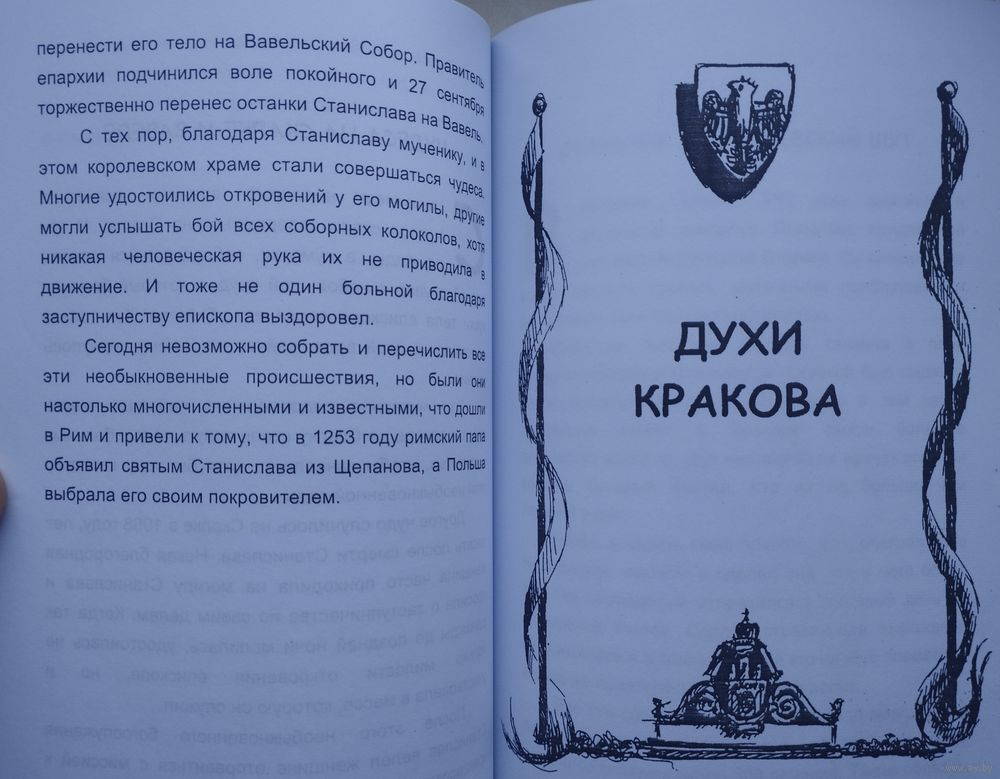 перенести его тело на Вавельский Собор. Правитель
епархии подчинился воле покойного и 27 сентября
торжественно перенес останки Станислава на Вавель.
С тех пор, благодаря Станиславу мученику, и в
этом королевском храме стали совершаться чудеса.
Многие удостоились откровений у его могилы, другие
могли услышать бой всех соборных колоколов, хотя
никакая человеческая рука их не приводила в
движение. И тоже не один больной благодаря
заступничеству епископа выздоровел.
Сегодня невозможно собрать и перечислить все
эти необыкновенные происшествия, но были они
настолько многочисленными и известными, что дошли
в Рим и привели к тому, что в 1253 году римский папа
объявил святым Станислава из Щепанова, а Польша
выбрала его своим покровителем.
ДУХИ
КРАКОВА